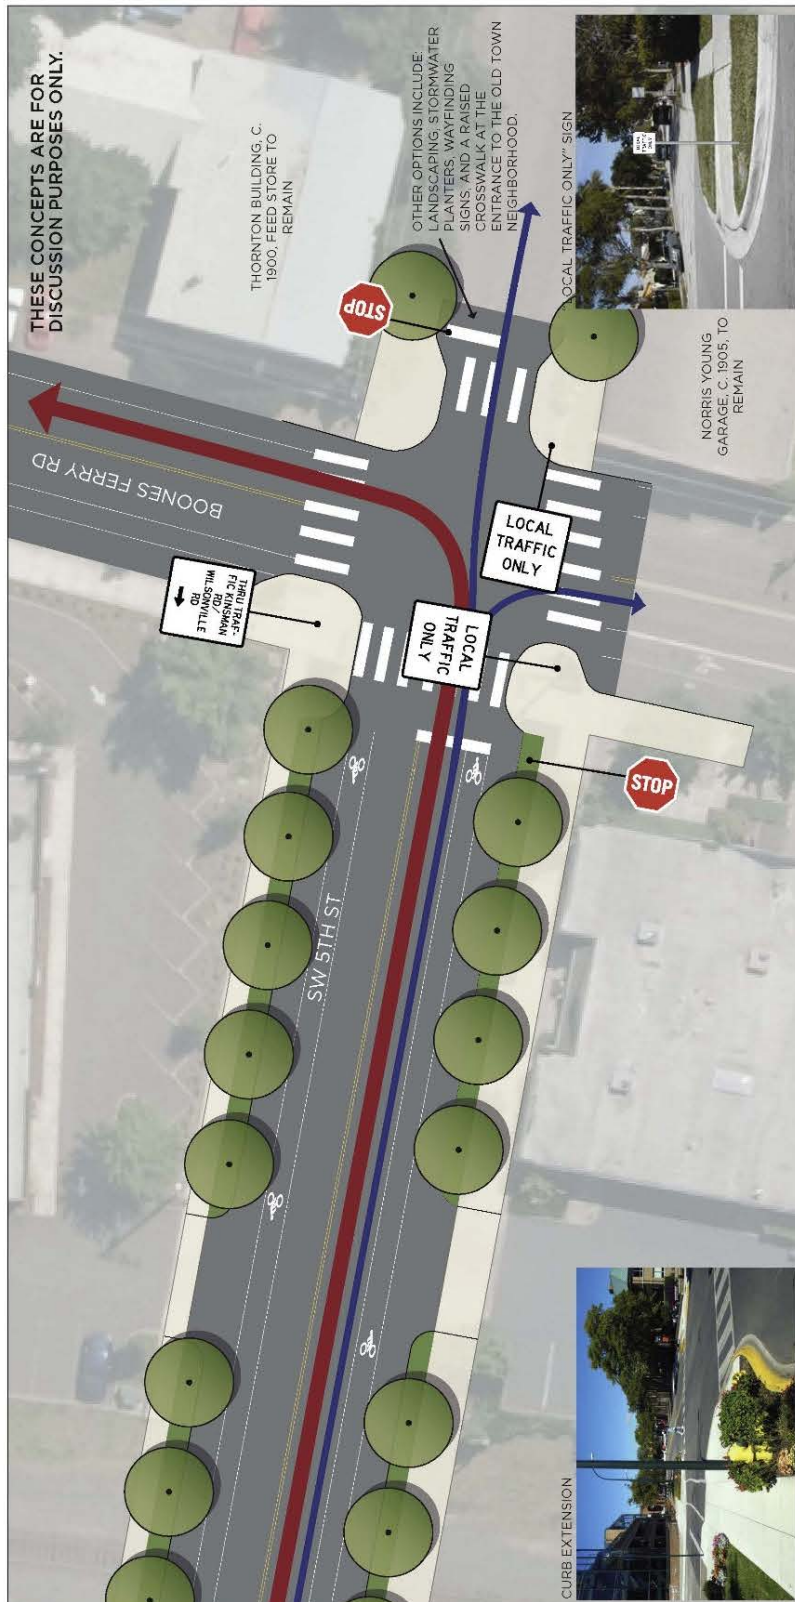 THESE CONCEPTS ARE FOR
DISCUSSION PURPOSES ONLY.
THORNTON BUILDING, C.
1900, FEED STORE TO
REMAIN
OTHER OPTIONS INCLUDE:
LANDSCAPING, STORMWATER
PLANTERS, WAYFINDING
SIGNS, AND A RAISED
CROSSWALK AT THE
ENTRANCE TO THE OLD TOWN
NEIGHBORHOOD.
STOP
BOONES FERRY RD
THRU TRAF-
FIC KINSMAN
RD/
WILSONVILLE
RD
LOCAL
TRAFFIC
ONLY
LOCAL
TRAFFIC
ONLY
"LOCAL TRAFFIC ONLY" SIGN
LOCAL
TRAFFIC
ONLY
NORRIS YOUNG
GARAGE, C. 1905, TO
REMAIN
STOP
SW 5TH ST
CURB EXTENSION